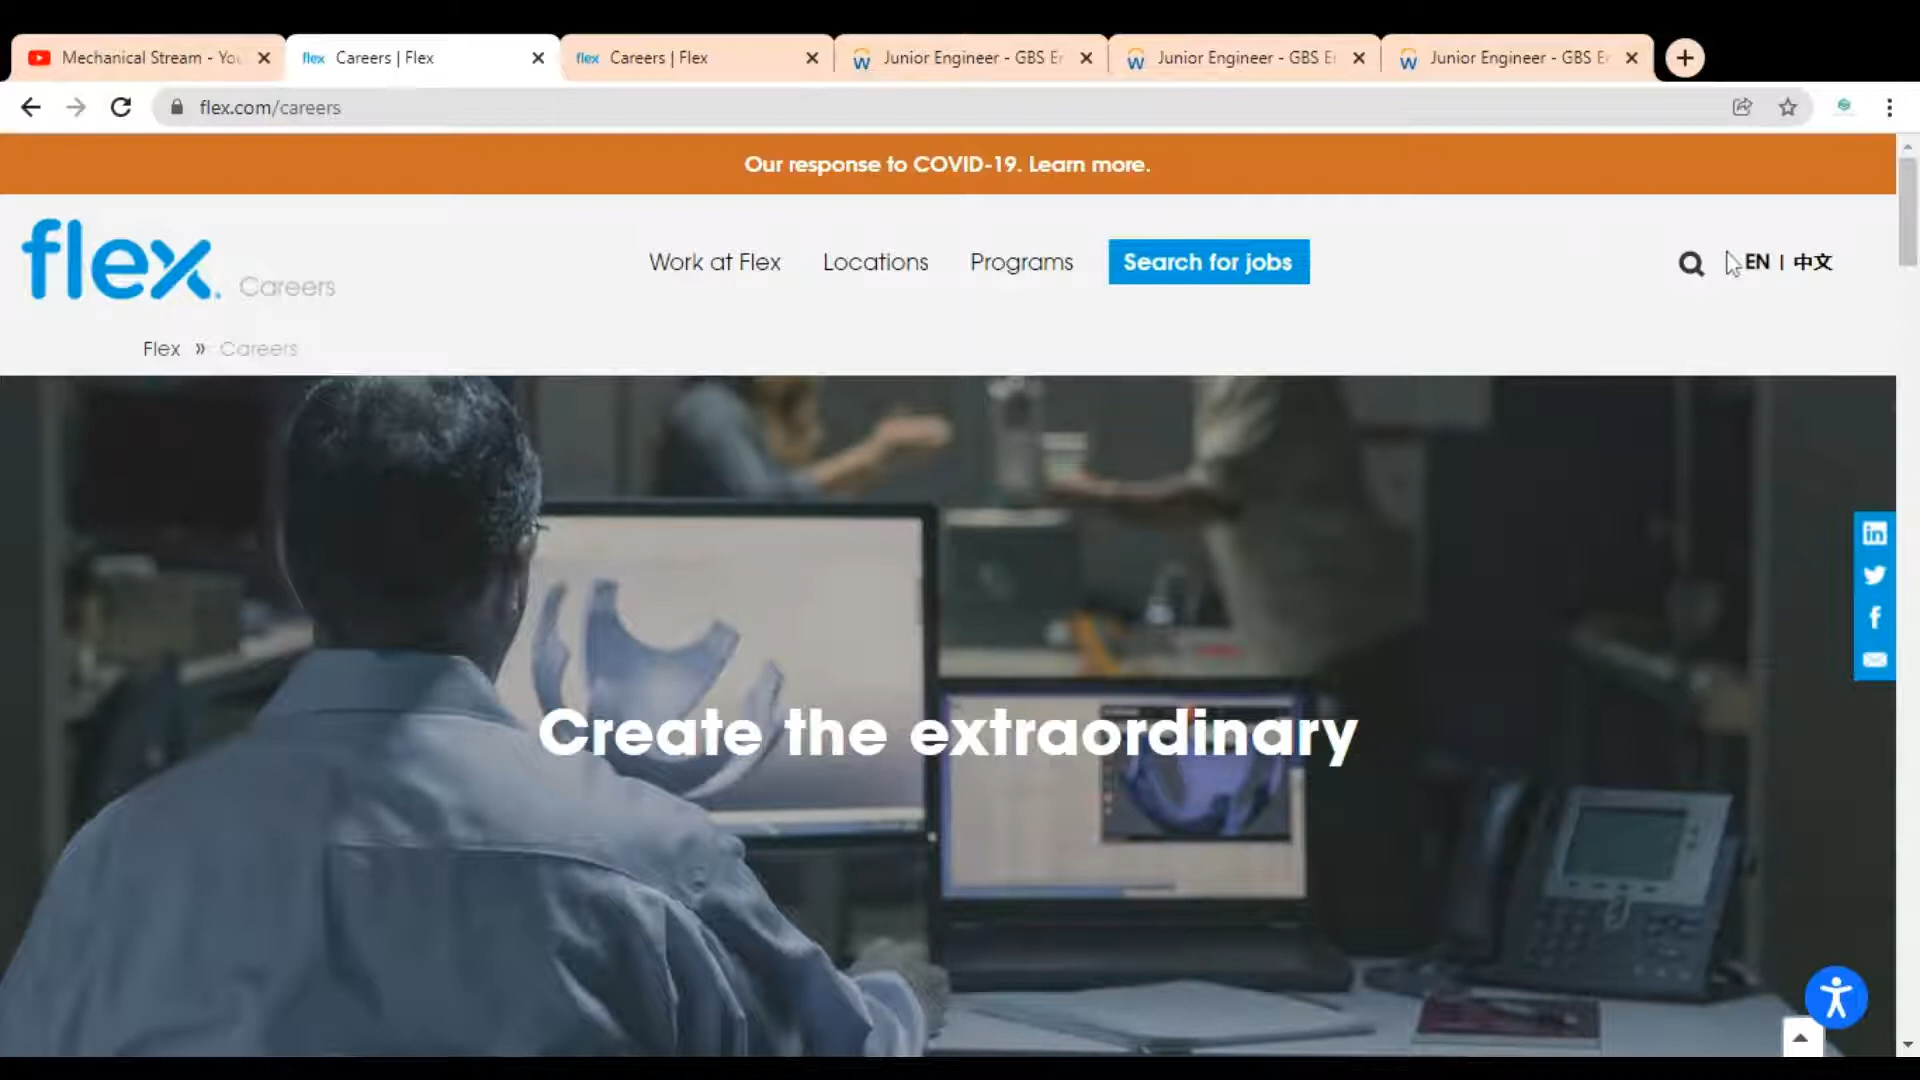 Mechanical Stream - You
Careers | Flex
Careers | Flex
Junior Engineer - GBS Er
Junior Engineer - GBS E
Junior Engineer - GBS Er
flex.com/careers
Our response to COVID-19. Learn more.
flex. Careers
Work at Flex
Locations
Programs
Search for jobs
EN | 中文
Flex » Careers
Create the extraordinary